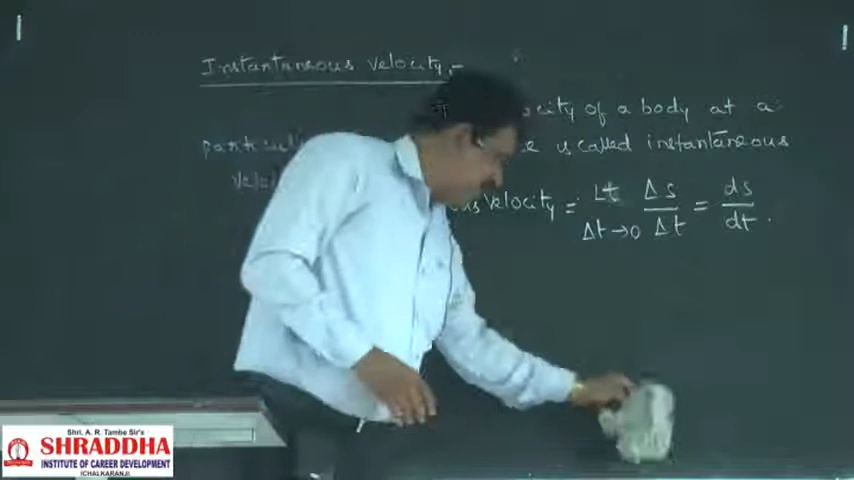 Instantaneous velocity :-
city of a body at a
particul e is called instantaneous
vel us velocity = Lt Δs = ds
Δt→0 Δt dt .
Shri. A. R. Tambe Sir's
SHRADDHA
INSTITUTE OF CAREER DEVELOPMENT
ICHALKARANJI.